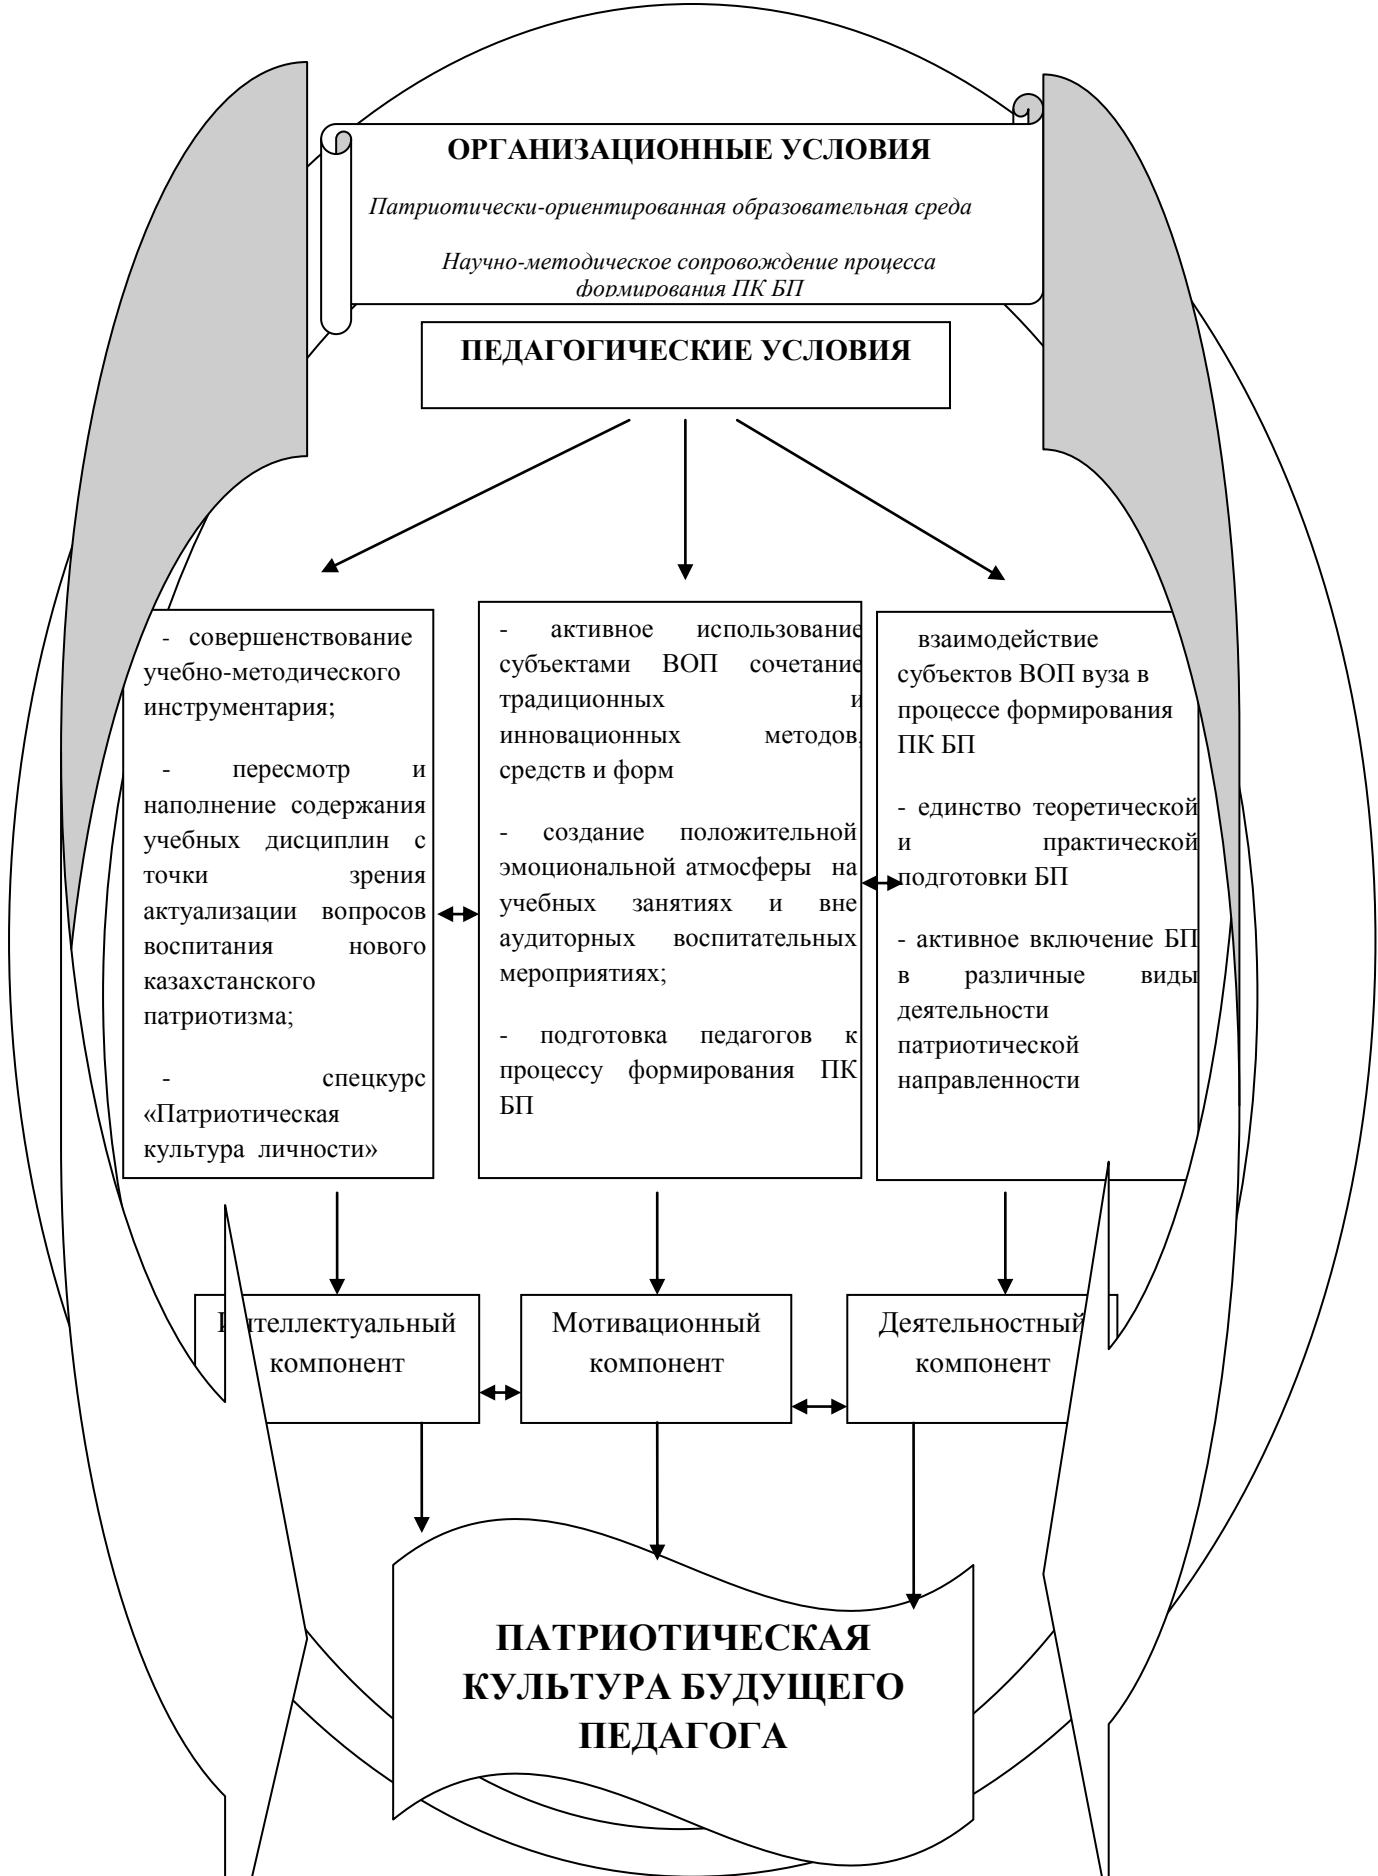 ОРГАНИЗАЦИОННЫЕ УСЛОВИЯ
Патриотически-ориентированная образовательная среда
Научно-методическое сопровождение процесса
формирования ПК БП
ПЕДАГОГИЧЕСКИЕ УСЛОВИЯ
- совершенствование
учебно-методического
инструментария;
- пересмотр и
наполнение содержания
учебных дисциплин с
точки зрения
актуализации вопросов
воспитания нового
казахстанского
патриотизма;
- спецкурс
«Патриотическая
культура личности»
- активное использование
субъектами ВОП сочетание
традиционных и
инновационных методов,
средств и форм
- создание положительной
эмоциональной атмосферы на
учебных занятиях и вне
аудиторных воспитательных
мероприятиях;
- подготовка педагогов к
процессу формирования ПК
БП
взаимодействие
субъектов ВОП вуза в
процессе формирования
ПК БП
- единство теоретической
и практической
подготовки БП
- активное включение БП
в различные виды
деятельности
патриотической
направленности
Интеллектуальный
компонент
Мотивационный
компонент
Деятельностный
компонент
ПАТРИОТИЧЕСКАЯ
КУЛЬТУРА БУДУЩЕГО
ПЕДАГОГА